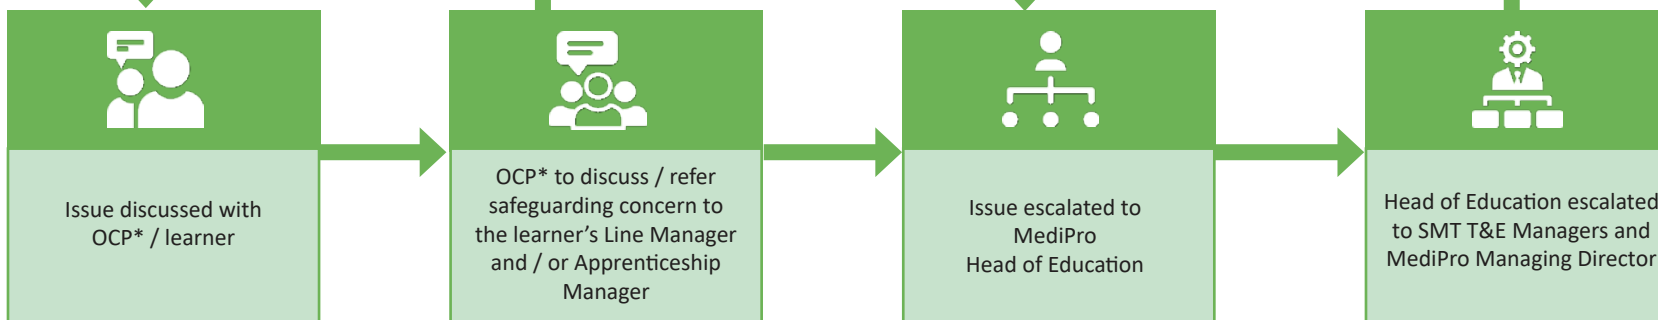 Issue discussed with
OCP* / learner
OCP* to discuss / refer
safeguarding concern to
the learner's Line Manager
and / or Apprenticeship
Manager
Issue escalated to
MediPro
Head of Education
Head of Education escalated
to SMT T&E Managers and
MediPro Managing Director